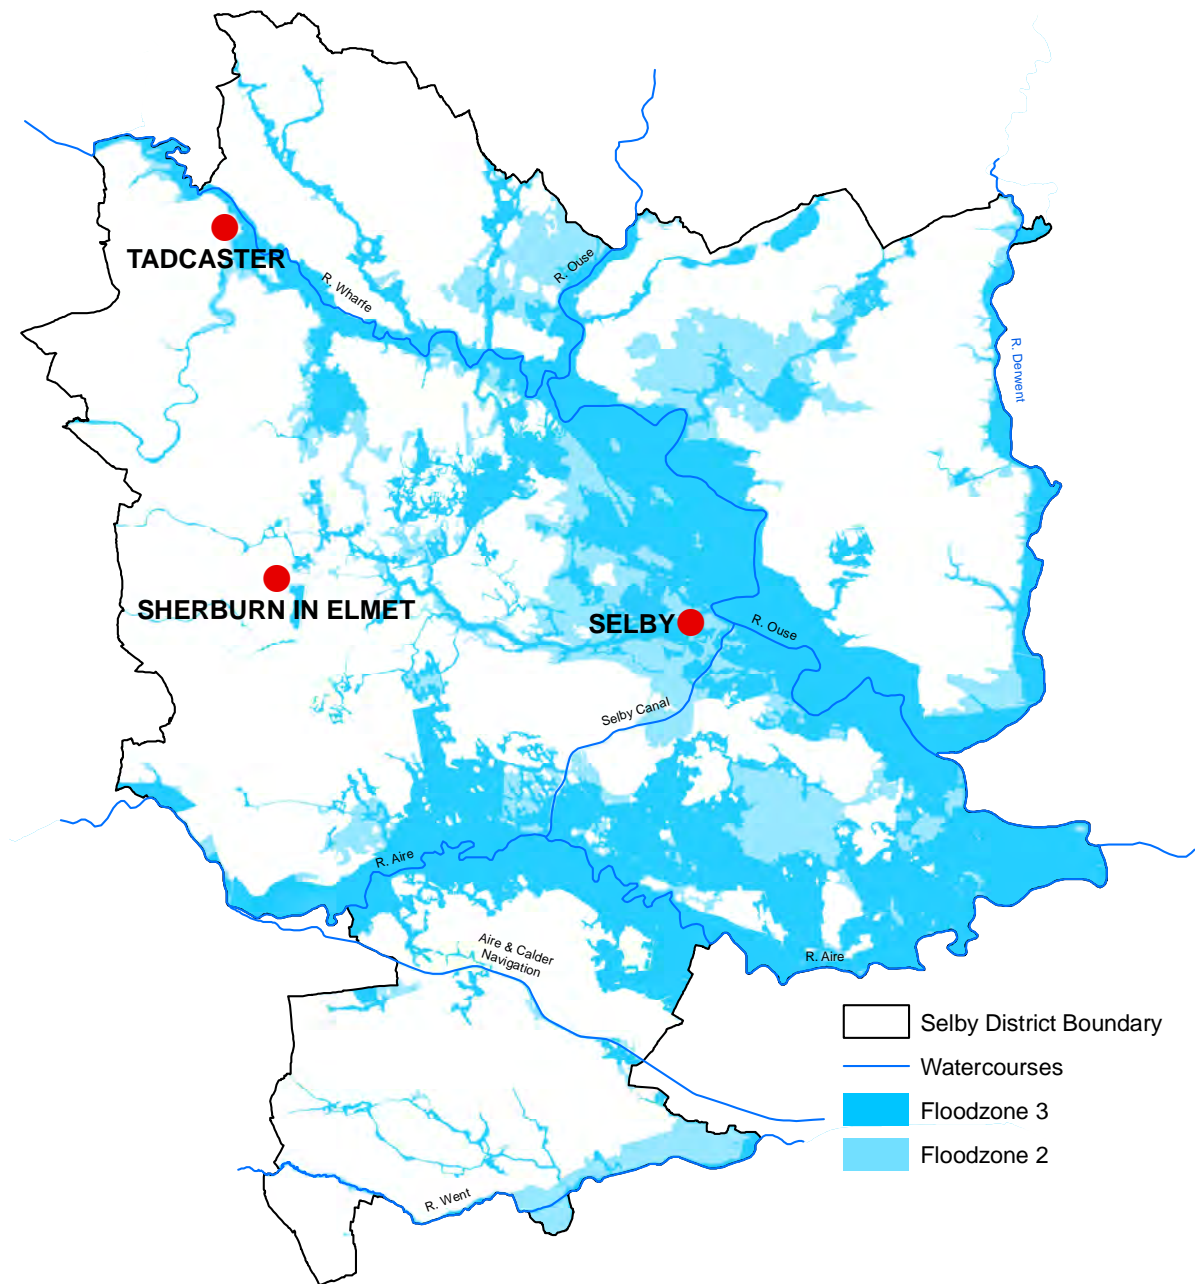 TADCASTER
R. Wharfe
R. Ouse
R. Derwent
SHERBURN IN ELMET
SELBY
R. Ouse
Selby Canal
R. Aire
Aire & Calder
Navigation
R. Aire
R. Went
Selby District Boundary
Watercourses
Floodzone 3
Floodzone 2